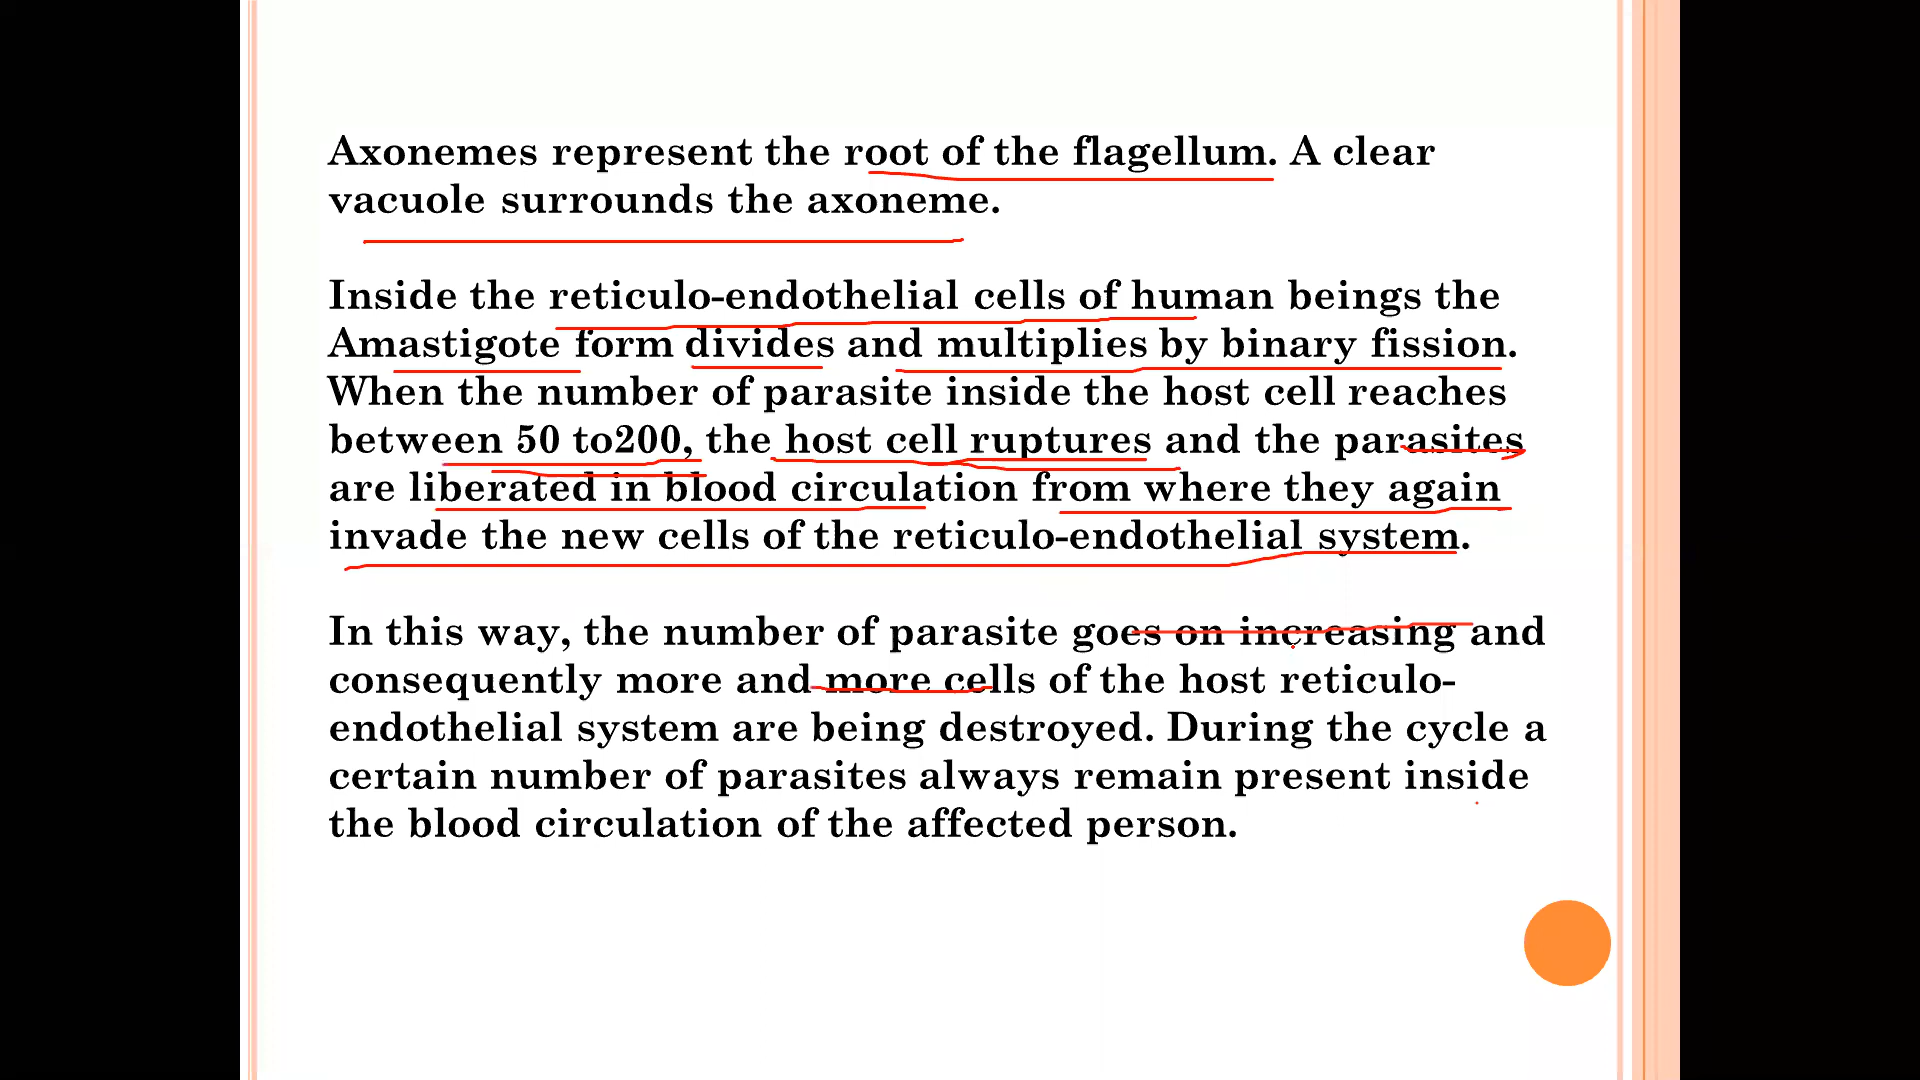 Axonemes represent the root of the flagellum. A clear
vacuole surrounds the axoneme.
Inside the reticulo-endothelial cells of human beings the
Amastigote form divides and multiplies by binary fission.
When the number of parasite inside the host cell reaches
between 50 to200, the host cell ruptures and the parasites
are liberated in blood circulation from where they again
invade the new cells of the reticulo-endothelial system.
In this way, the number of parasite goes on increasing and
consequently more and more cells of the host reticulo-
endothelial system are being destroyed. During the cycle a
certain number of parasites always remain present inside
the blood circulation of the affected person.